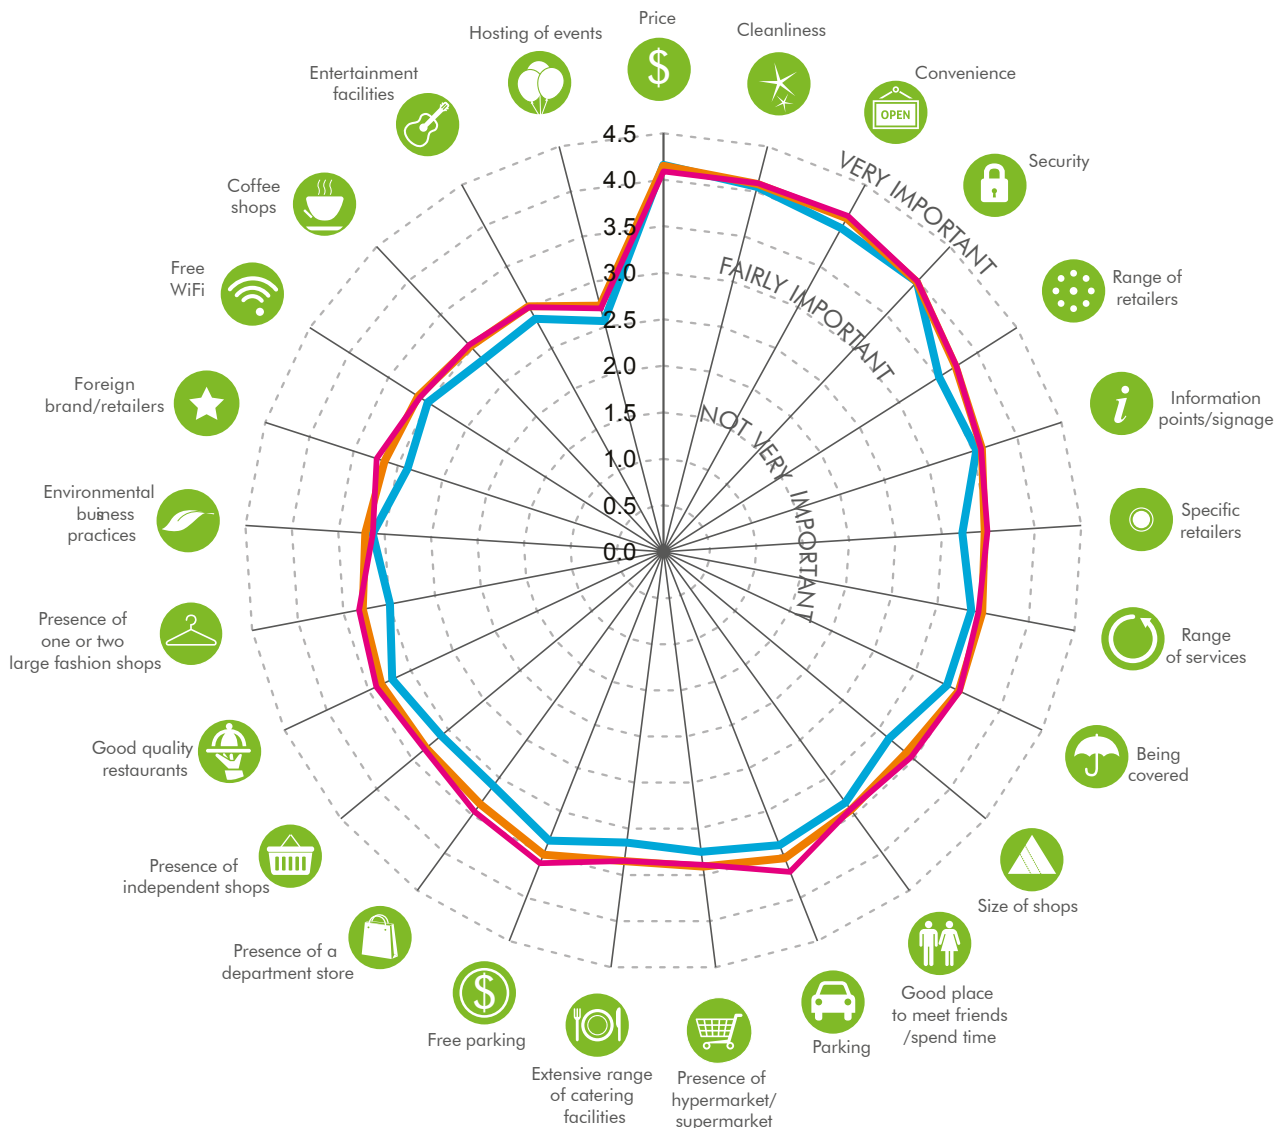 Price
Cleanliness
Convenience
OPEN
Security
Range of
retailers
Information
points/signage
i
Specific
retailers
Range
of services
Being
covered
Size of shops
Good place
to meet friends
/spend time
Parking
Presence of
hypermarket/
supermarket
Extensive range
of catering
facilities
$
Free parking
Presence of a
department store
Presence of
independent shops
Good quality
restaurants
Presence of
one or two
large fashion shops
Environmental
business
practices
Foreign
brand/retailers
Free
WiFi
Coffee
shops
Entertainment
facilities
Hosting of events
$
4.5
4.0
3.5
3.0
2.5
2.0
1.5
1.0
0.5
0.0
VERY IMPORTANT
FAIRLY IMPORTANT
NOT VERY IMPORTANT